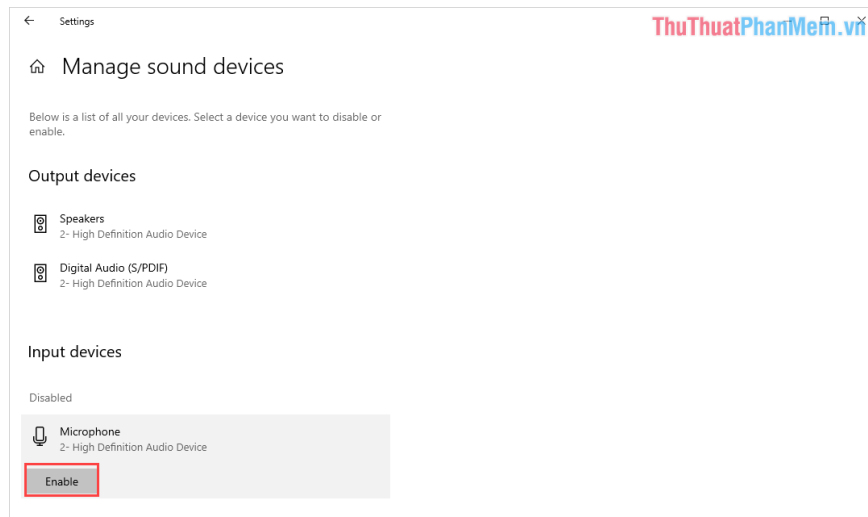 Settings
ThuThuatPhanMem.vn
Manage sound devices
Below is a list of all your devices. Select a device you want to disable or
enable.
Output devices
Speakers
2- High Definition Audio Device
Digital Audio (S/PDIF)
2- High Definition Audio Device
Input devices
Disabled
Microphone
2- High Definition Audio Device
Enable